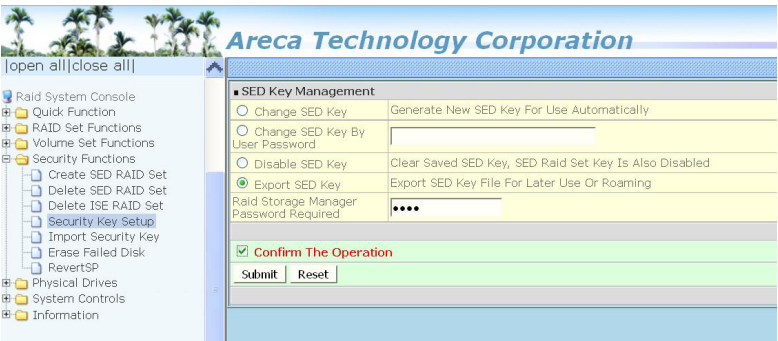 Areca Technology Corporation
|open all|close all|
Raid System Console
Quick Function
RAID Set Functions
Volume Set Functions
Security Functions
Create SED RAID Set
Delete SED RAID Set
Delete ISE RAID Set
Security Key Setup
Import Security Key
Erase Failed Disk
RevertSP
Physical Drives
System Controls
Information
SED Key Management
Change SED Key
Generate New SED Key For Use Automatically
Change SED Key By
User Password
Disable SED Key
Clear Saved SED Key, SED Raid Set Key Is Also Disabled
Export SED Key
Export SED Key File For Later Use Or Roaming
Raid Storage Manager
Password Required
••••
Confirm The Operation
Submit Reset